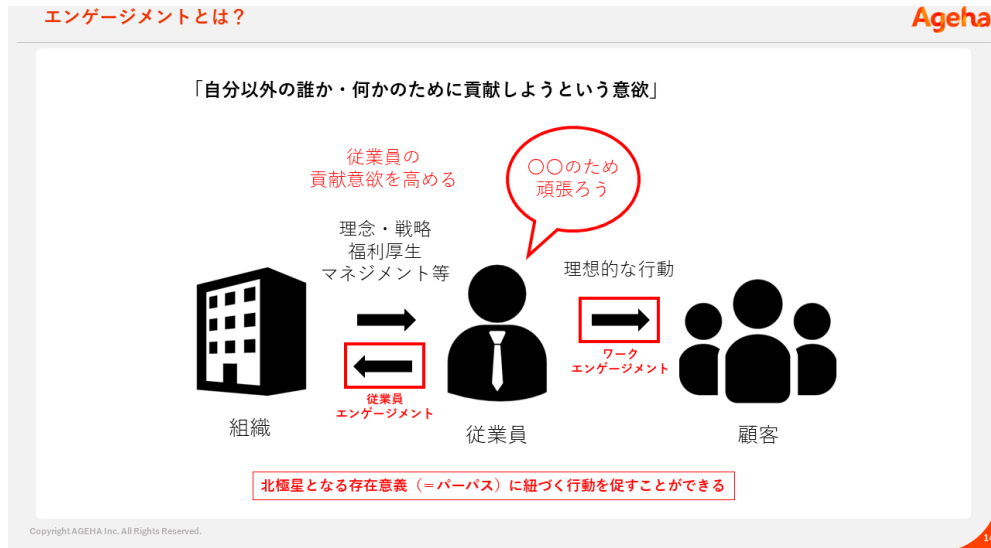 エンゲージメントとは？
Ageha
「自分以外の誰か・何かのために貢献しようという意欲」
従業員の
貢献意欲を高める
〇〇のため
頑張ろう
理念・戦略
福利厚生
マネジメント等
理想的な行動
ワーク
エンゲージメント
従業員
エンゲージメント
組織
従業員
顧客
北極星となる存在意義（＝パーパス）に紐づく行動を促すことができる
Copyright AGEHA Inc. All Rights Reserved.